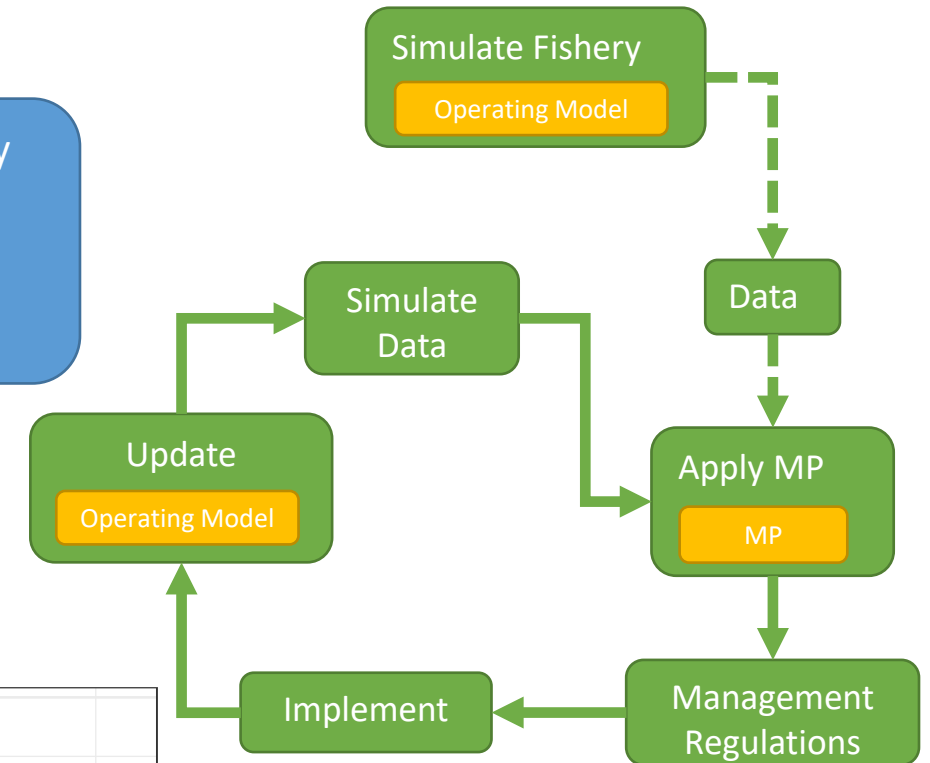 Simulate Fishery
Operating Model
Simulate
Data
Data
Update
Operating Model
Apply MP
MP
Implement
Management
Regulations